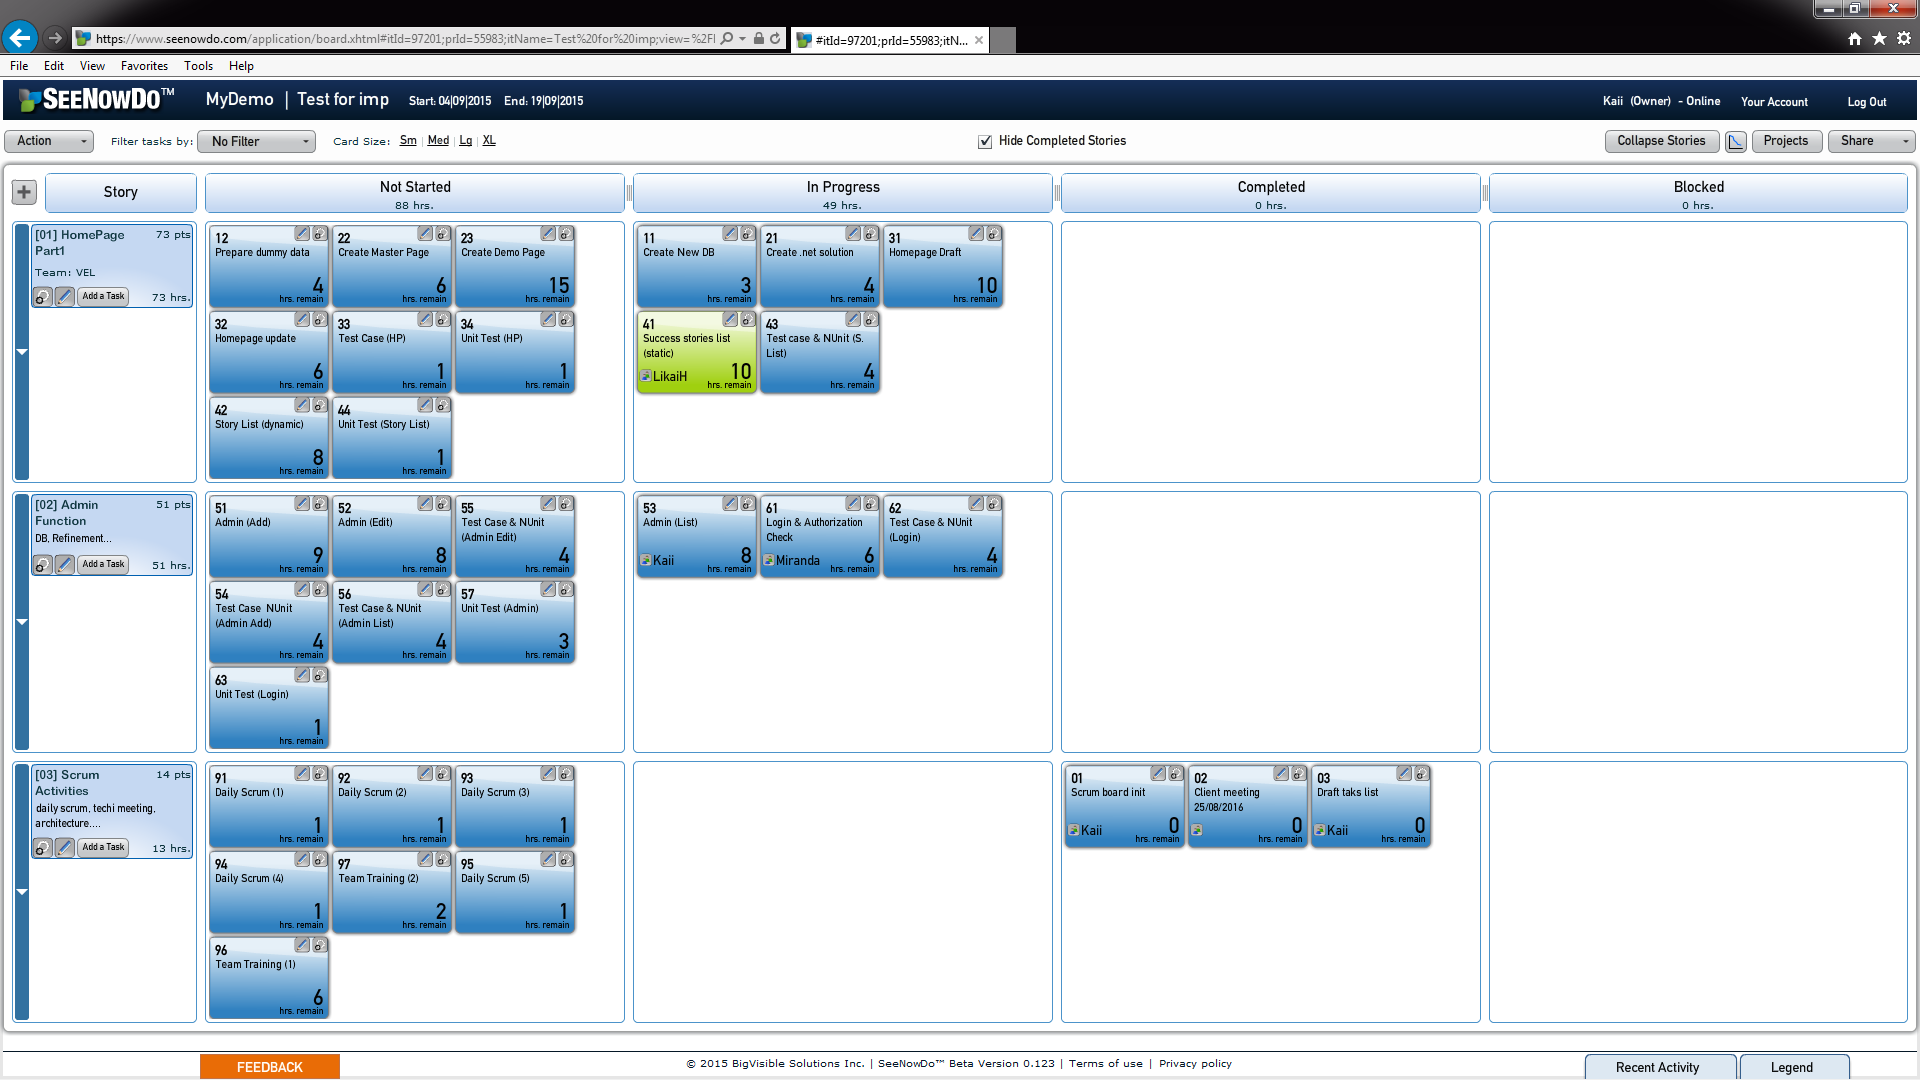 https://www.seenowdo.com/application/board.xhtml#itId=97201;prId=55983;itName=Test%20for%20imp;view=%2FI
#itId=97201;prId=55983;itN...
File Edit View Favorites Tools Help
SEENOWDO™ MyDemo | Test for imp Start: 04|09|2015 End: 19|09|2015
Kaii (Owner) - Online Your Account Log Out
Action Filter tasks by: No Filter Card Size: Sm | Med | Lg | XL
Hide Completed Stories
Collapse Stories Projects Share
Story
Not Started
88 hrs.
In Progress
49 hrs.
Completed
0 hrs.
Blocked
0 hrs.
[01] HomePage Part1
73 pts
Team: VEL
Add a Task 73 hrs.
12
Prepare dummy data
4
hrs. remain
22
Create Master Page
6
hrs. remain
23
Create Demo Page
15
hrs. remain
32
Homepage update
6
hrs. remain
33
Test Case (HP)
1
hrs. remain
34
Unit Test (HP)
1
hrs. remain
42
Story List (dynamic)
8
hrs. remain
44
Unit Test (Story List)
1
hrs. remain
11
Create New DB
3
hrs. remain
21
Create .net solution
4
hrs. remain
31
Homepage Draft
10
hrs. remain
41
Success stories list
(static)
LikaiH 10
hrs. remain
43
Test case & NUnit (S.
List)
4
hrs. remain
[02] Admin Function
51 pts
DB, Refinement...
Add a Task 51 hrs.
51
Admin (Add)
9
hrs. remain
52
Admin (Edit)
8
hrs. remain
55
Test Case & NUnit
(Admin Edit)
4
hrs. remain
54
Test Case NUnit
(Admin Add)
4
hrs. remain
56
Test Case & NUnit
(Admin List)
4
hrs. remain
57
Unit Test (Admin)
3
hrs. remain
63
Unit Test (Login)
1
hrs. remain
53
Admin (List)
Kaii 8
hrs. remain
61
Login & Authorization
Check
Miranda 6
hrs. remain
62
Test Case & NUnit
(Login)
4
hrs. remain
[03] Scrum Activities
14 pts
daily scrum, techi meeting,
architecture....
Add a Task 13 hrs.
91
Daily Scrum (1)
1
hrs. remain
92
Daily Scrum (2)
1
hrs. remain
93
Daily Scrum (3)
1
hrs. remain
94
Daily Scrum (4)
1
hrs. remain
97
Team Training (2)
2
hrs. remain
95
Daily Scrum (5)
1
hrs. remain
96
Team Training (1)
6
hrs. remain
01
Scrum board init
Kaii 0
hrs. remain
02
Client meeting
25/08/2016
0
hrs. remain
03
Draft taks list
Kaii 0
hrs. remain
FEEDBACK
© 2015 BigVisible Solutions Inc. | SeeNowDo™ Beta Version 0.123 | Terms of use | Privacy policy
Recent Activity Legend